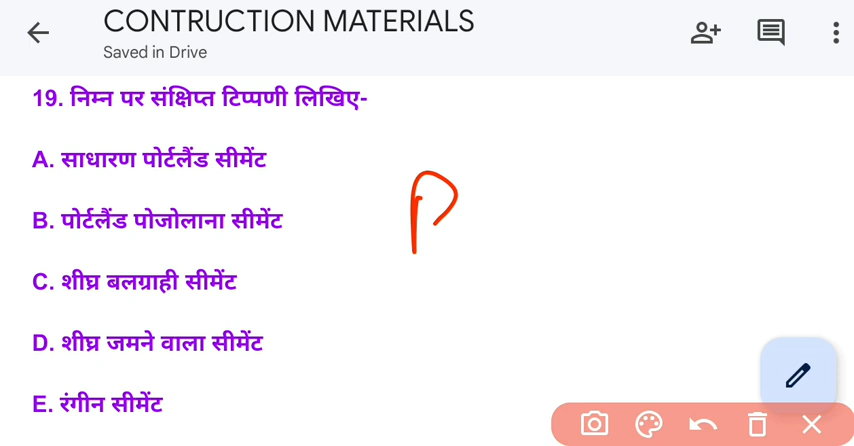 CONTRUCTION MATERIALS
Saved in Drive
19. निम्न पर संक्षिप्त टिप्पणी लिखिए-
A. साधारण पोर्टलैंड सीमेंट
P
B. पोर्टलैंड पोजोलाना सीमेंट
C. शीघ्र बलग्राही सीमेंट
D. शीघ्र जमने वाला सीमेंट
E. रंगीन सीमेंट